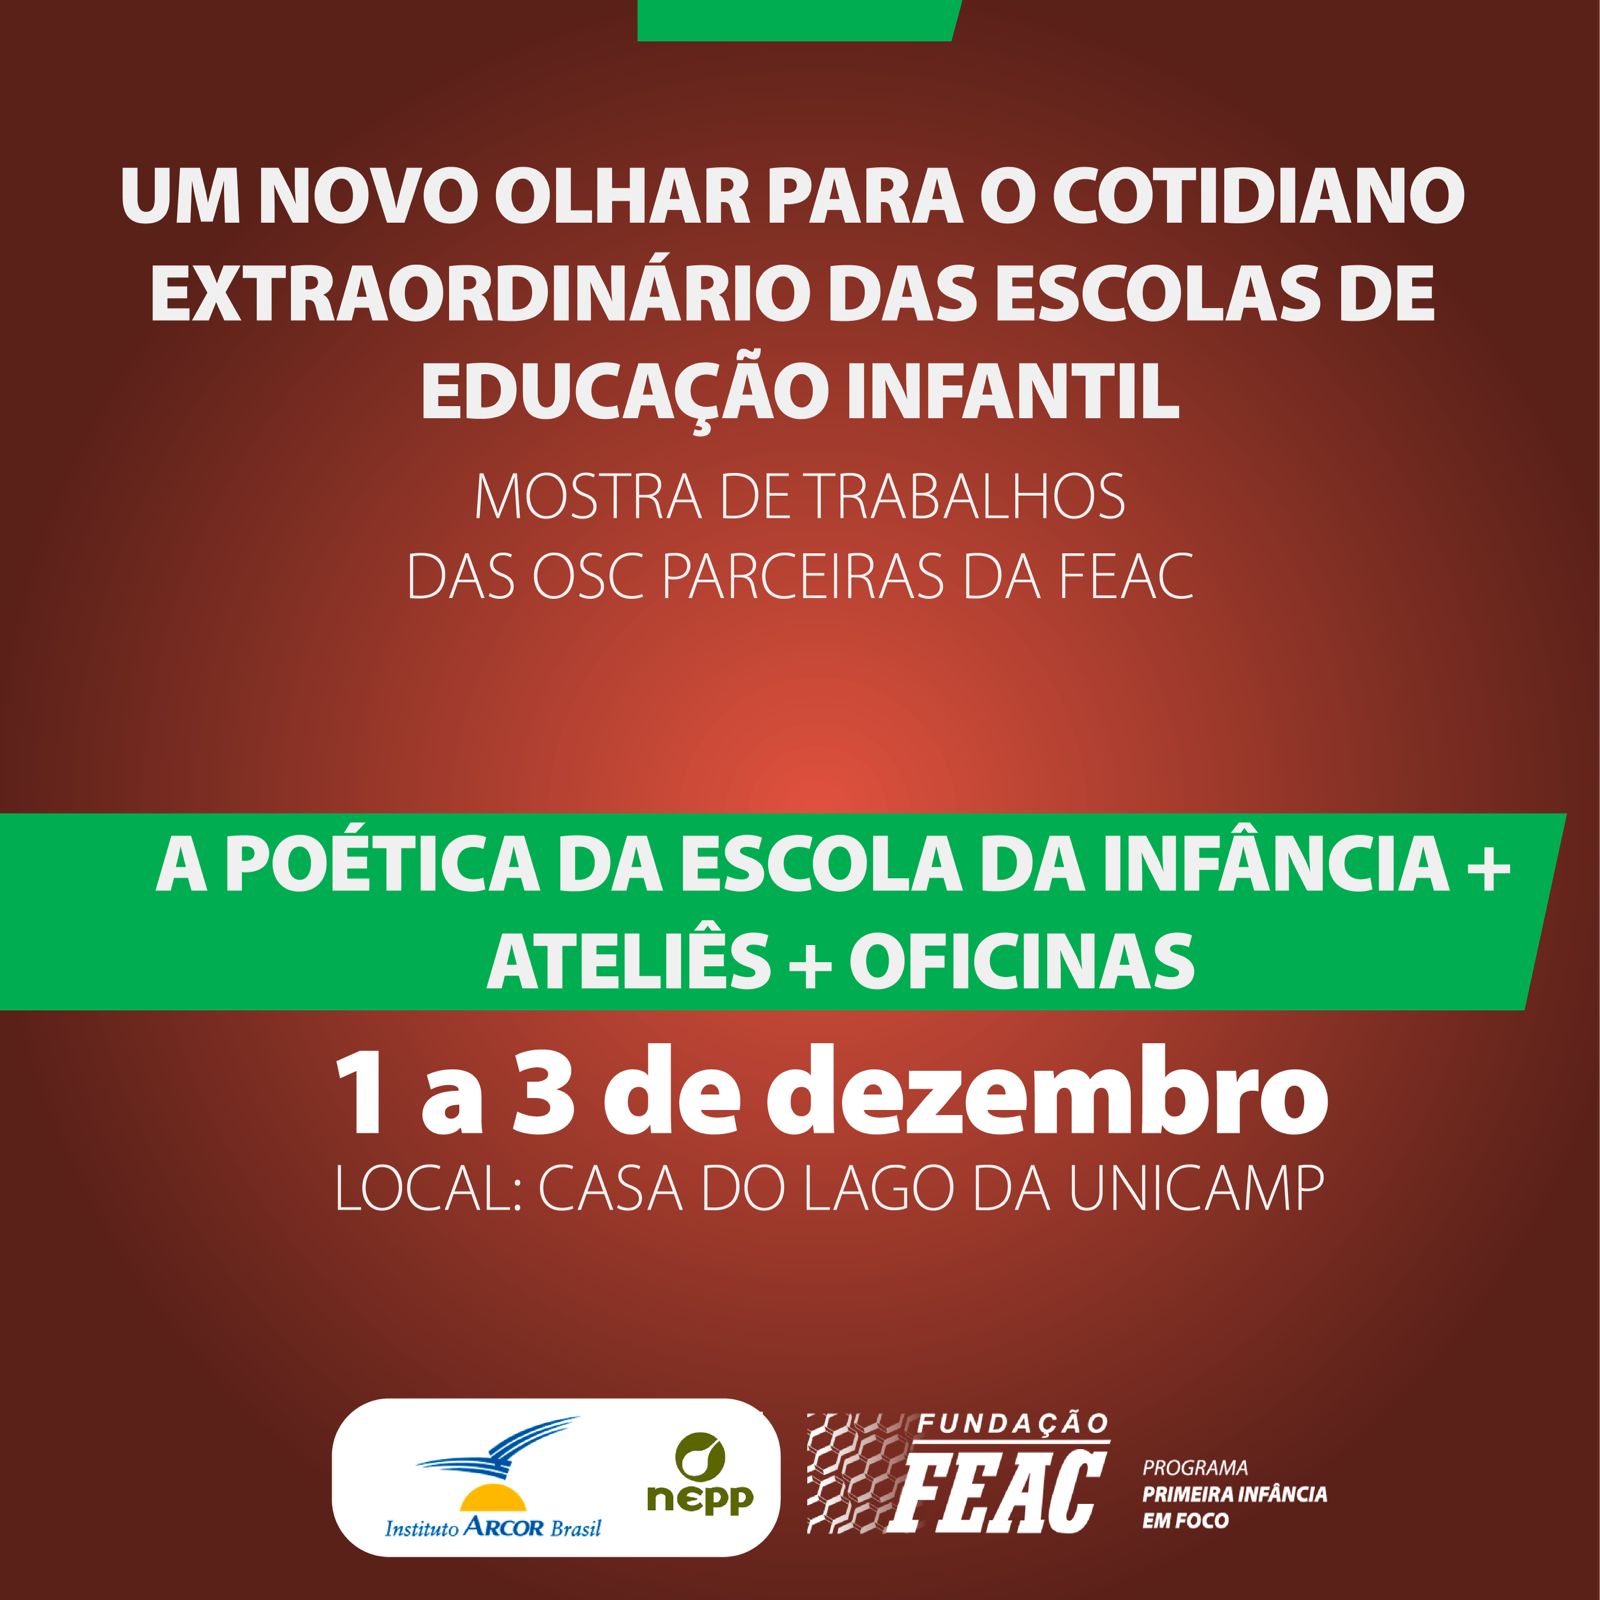 UM NOVO OLHAR PARA O COTIDIANO
EXTRAORDINÁRIO DAS ESCOLAS DE
EDUCAÇÃO INFANTIL
MOSTRA DE TRABALHOS
DAS OSC PARCEIRAS DA FEAC
A POÉTICA DA ESCOLA DA INFÂNCIA +
ATELIÊS + OFICINAS
1 a 3 de dezembro
LOCAL: CASA DO LAGO DA UNICAMP
Instituto ARCOR Brasil
nEPP
FUNDAÇÃO
FEAC
PROGRAMA
PRIMEIRA INFÂNCIA
EM FOCO